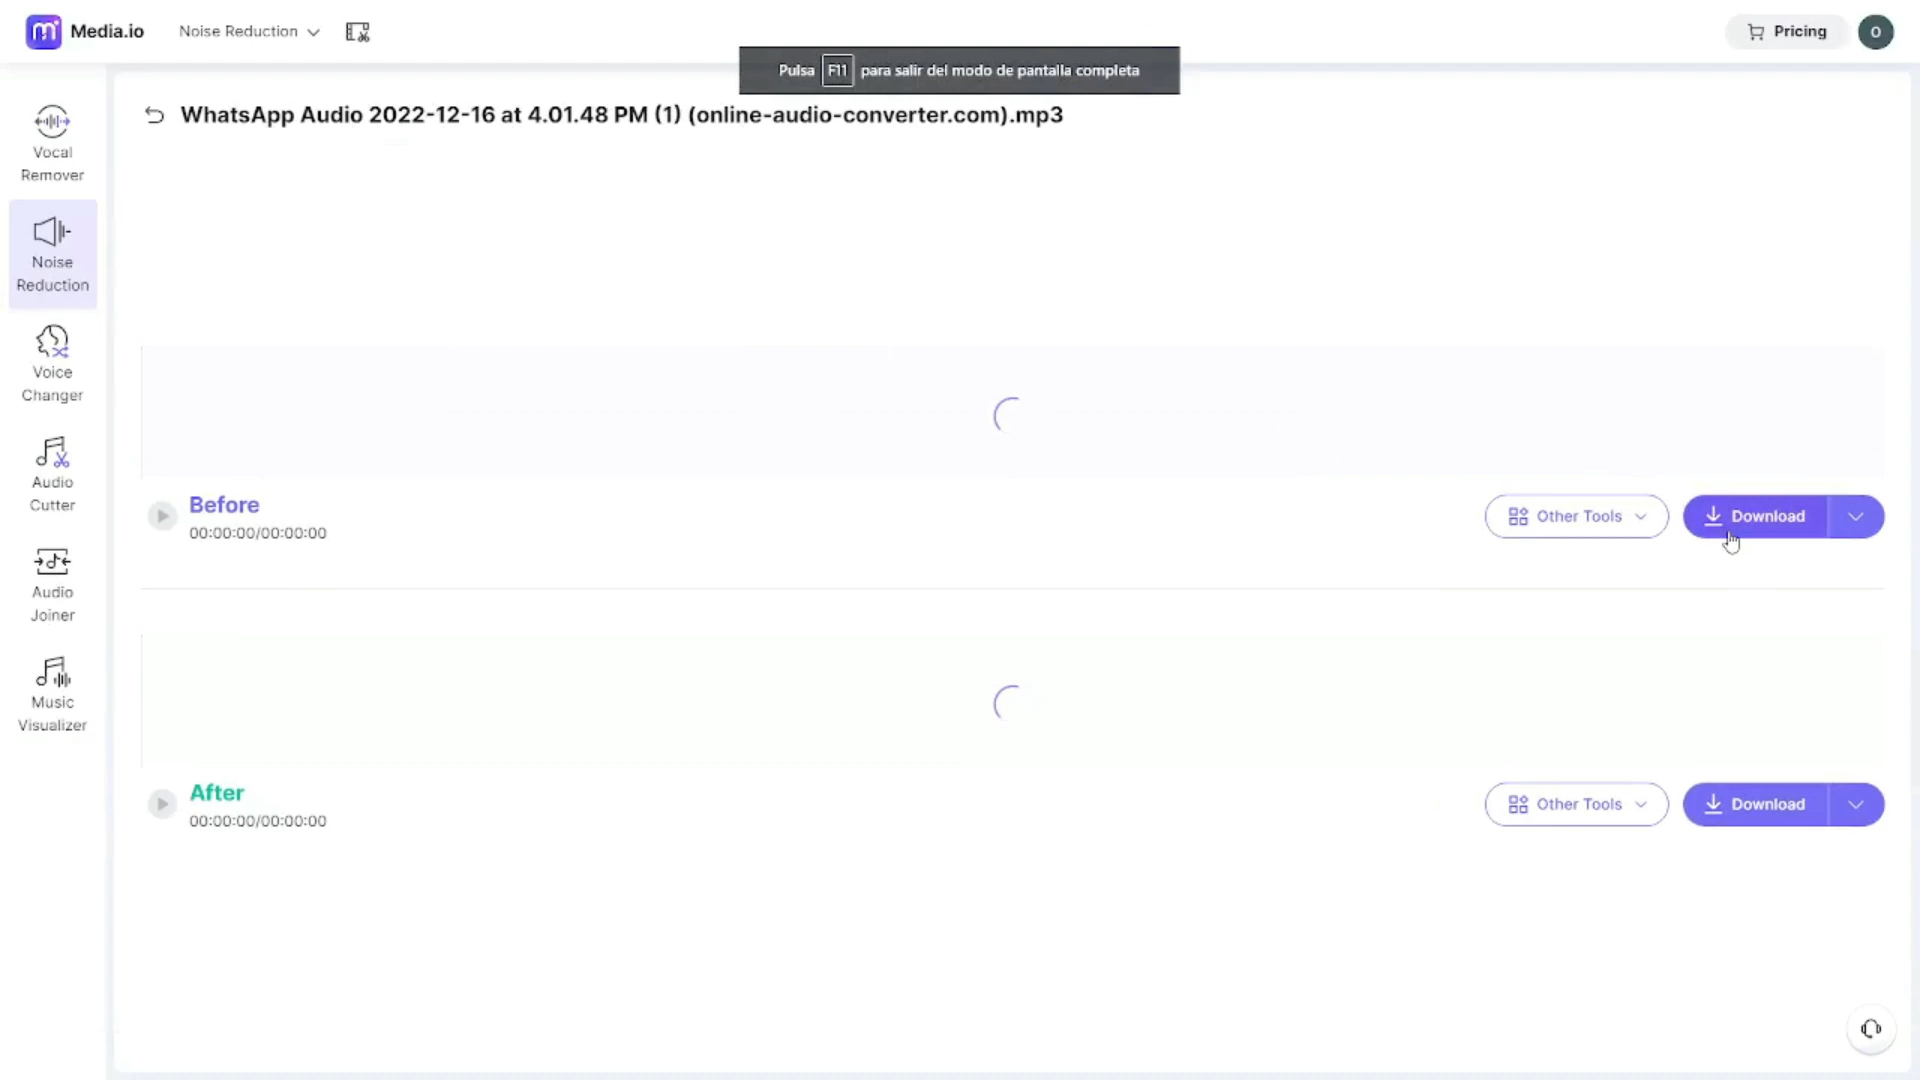 Media.io
Noise Reduction
Pricing
O
Pulsa F11 para salir del modo de pantalla completa
WhatsApp Audio 2022-12-16 at 4.01.48 PM (1) (online-audio-converter.com).mp3
Vocal
Remover
Noise
Reduction
Voice
Changer
Audio
Cutter
Audio
Joiner
Music
Visualizer
Before
00:00:00/00:00:00
Other Tools
Download
After
00:00:00/00:00:00
Other Tools
Download